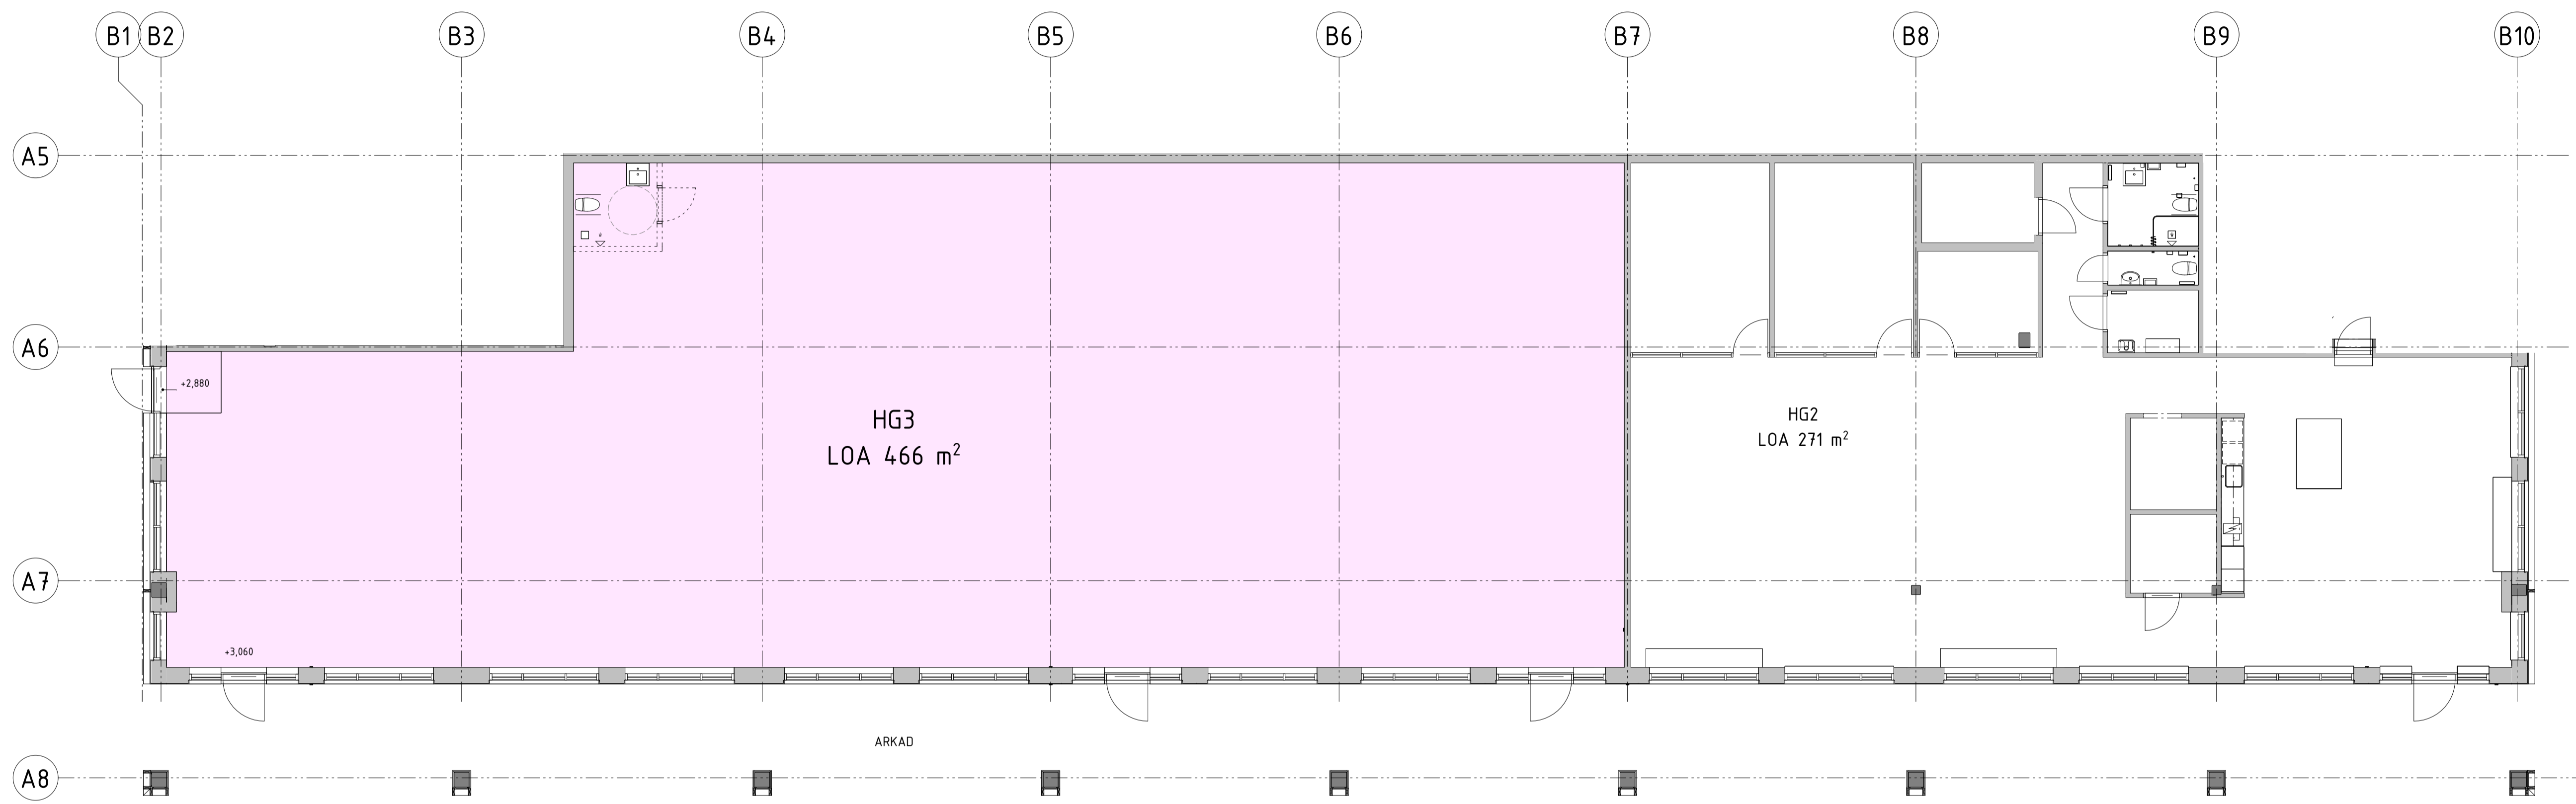 B1 B2 B3 B4 B5 B6 B7 B8 B9 B10
A5
A6
+2,880
HG3
LOA 466 m²
HG2
LOA 271 m²
A7
+3,060
ARKAD
A8